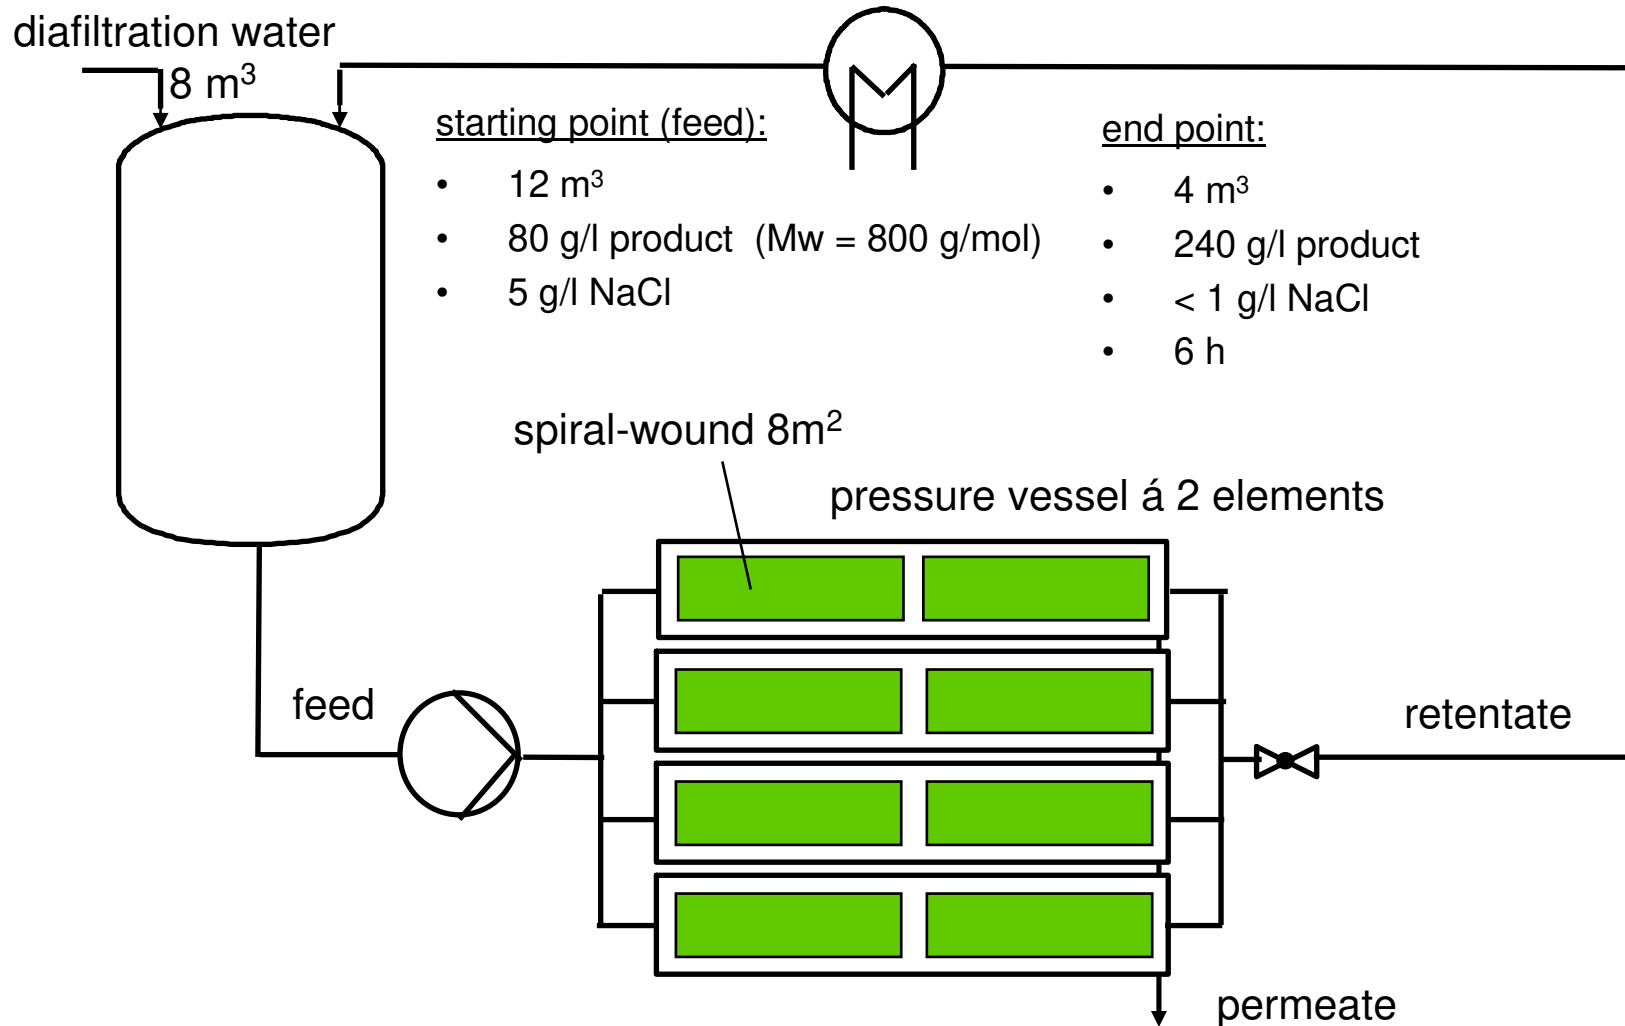 diafiltration water
8 m³
starting point (feed):
• 12 m³
• 80 g/l product (Mw = 800 g/mol)
• 5 g/l NaCl
end point:
• 4 m³
• 240 g/l product
• < 1 g/l NaCl
• 6 h
spiral-wound 8m²
pressure vessel á 2 elements
feed
retentate
permeate